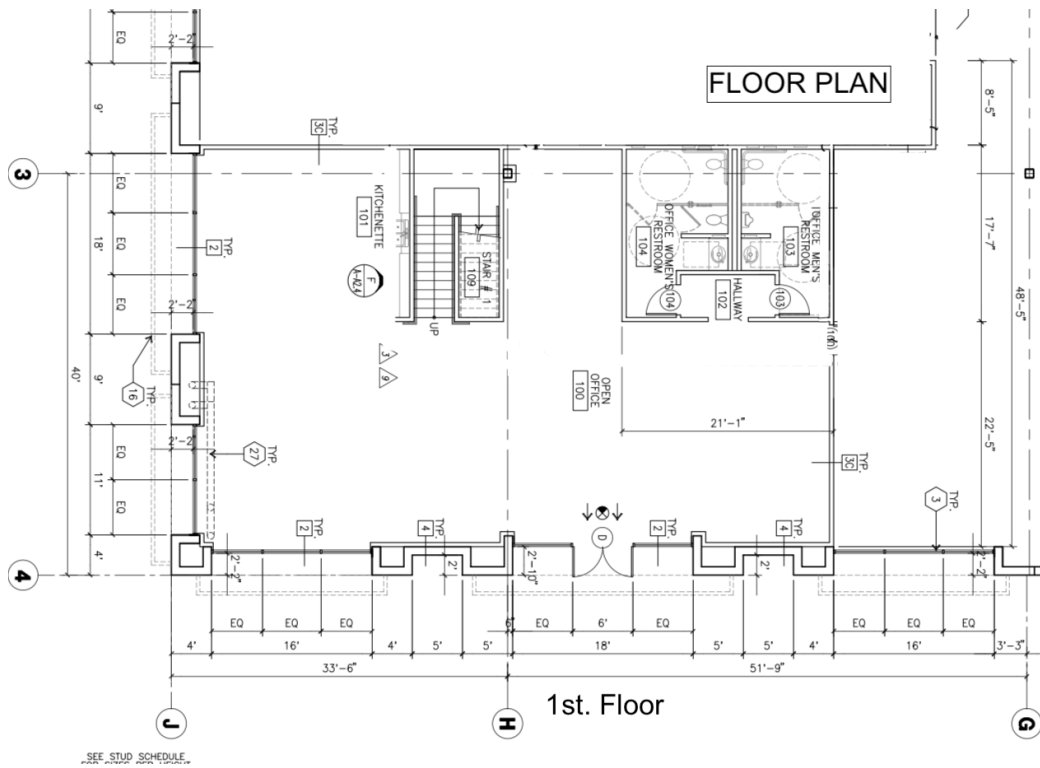 FLOOR PLAN
EQ
2'-2"
9'
8'-5"
TYP.
3C
3
EQ
KITCHENETTE
101
OFFICE WOMEN'S
RESTROOM
104
OFFICE MEN'S
RESTROOM
103
17'-7"
TYP.
2
18'
EQ
STAIR # 1
109
48'-5"
F
A-A2.4
HALLWAY
102
104
103
EQ
2'-2"
UP
3
9
40'
9'
16
TYP.
OPEN
OFFICE
100
21'-1"
22'-5"
2'-2"
EQ
27
TYP.
TYP.
3C
11'
EQ
TYP.
3
TYP.
2
TYP.
4
D
TYP.
2
TYP.
4
4'
4
2'-2"
2'
2'-10"
2'
2'-2"
EQ EQ EQ 6" EQ 6' EQ EQ EQ EQ
4' 16' 4' 5' 5' 18' 5' 5' 4' 16' 3'-3"
33'-6" 51'-9"
J H 1st. Floor G
SEE STUD SCHEDULE
FOR SIZES PER HEIGHT